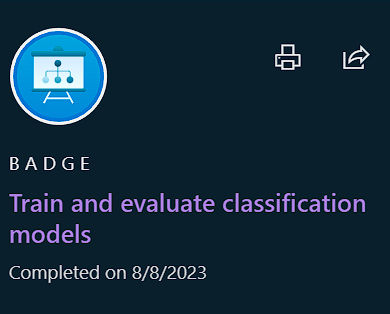 BADGE
Train and evaluate classification
models
Completed on 8/8/2023